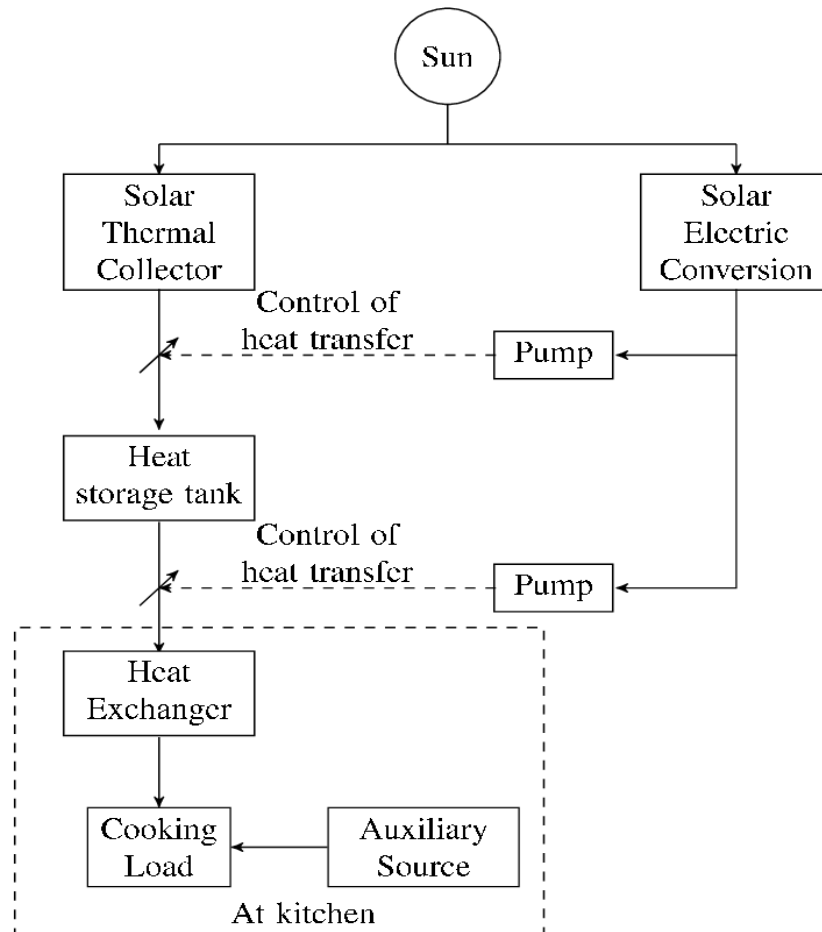 Sun
Solar
Thermal
Collector
Solar
Electric
Conversion
Control of
heat transfer
Pump
Heat
storage tank
Control of
heat transfer
Pump
Heat
Exchanger
Cooking
Load
Auxiliary
Source
At kitchen